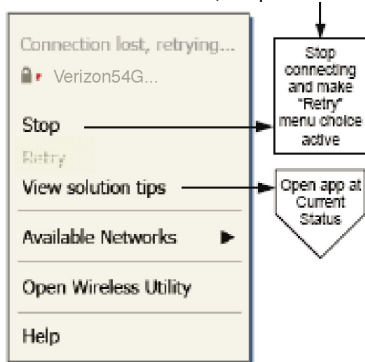 Connection lost, retrying...
Verizon54G...
Stop
Retry
View solution tips
Available Networks
Open Wireless Utility
Help
Stop
connecting
and make
"Retry"
menu choice
active
Open app at
Current
Status